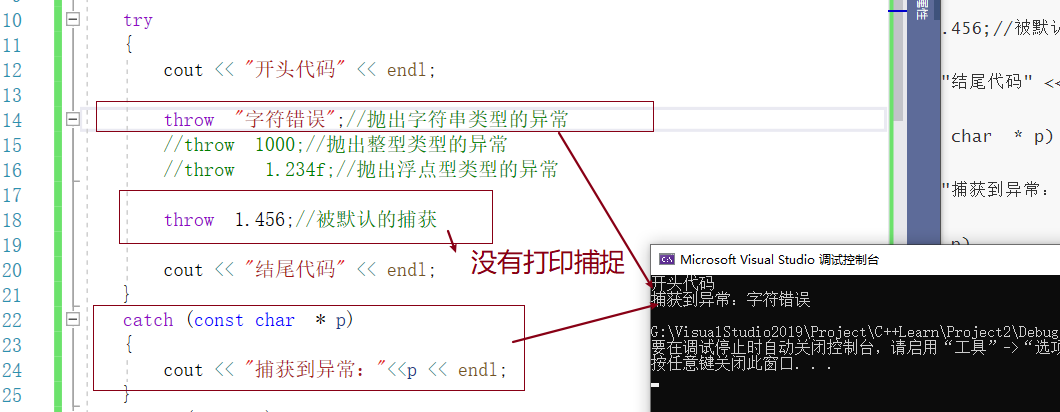 10 try
11 {
12 cout << "开头代码" << endl;
13
14 throw "字符错误";//抛出字符串类型的异常
15 //throw 1000;//抛出整型类型的异常
16 //throw 1.234f;//抛出浮点型类型的异常
17
18 throw 1.456;//被默认的捕获
19
20 cout << "结尾代码" << endl;
21 }
22 catch (const char * p)
23 {
24 cout << "捕获到异常："<<p << endl;
25 }
没有打印捕捉
属性
.456;//被默认
"结尾代码" <<
char * p)
"捕获到异常：
Microsoft Visual Studio 调试控制台
开头代码
捕获到异常：字符错误
G:\VisualStudio2019\Project\C++Learn\Project2\Debug
要在调试停止时自动关闭控制台，请启用“工具”->“选项
按任意键关闭此窗口. . .